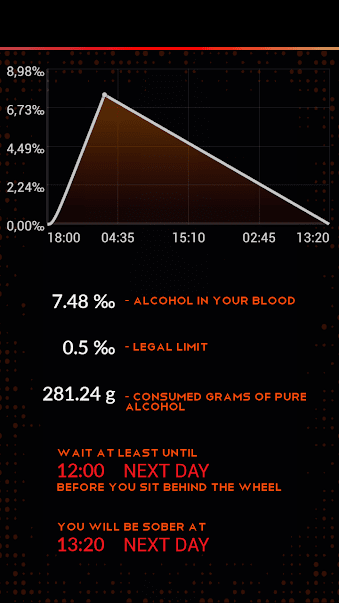 8,98‰
6,73‰
4,49‰
2,24‰
0,00‰
18:00 04:35 15:10 02:45 13:20
7.48 ‰ - ALCOHOL IN YOUR BLOOD
0.5 ‰ - LEGAL LIMIT
281.24 g - CONSUMED GRAMS OF PURE
ALCOHOL
WAIT AT LEAST UNTIL
12:00 NEXT DAY
BEFORE YOU SIT BEHIND THE WHEEL
YOU WILL BE SOBER AT
13:20 NEXT DAY